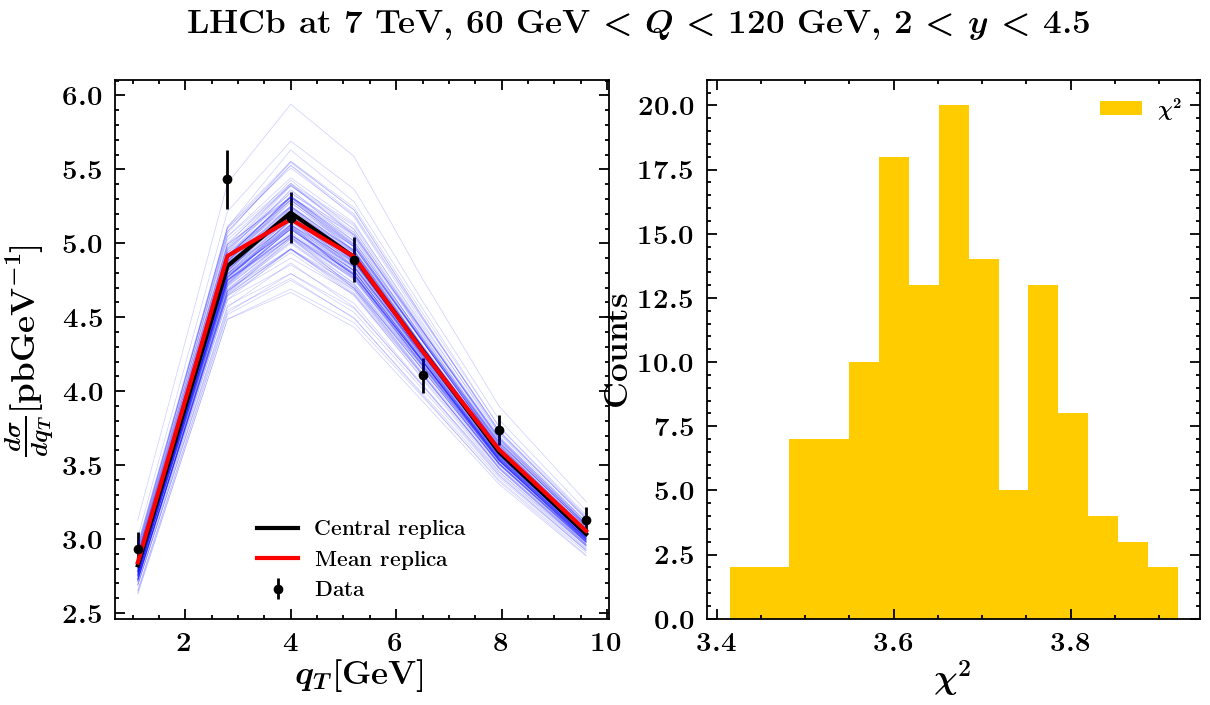 LHCb at 7 TeV, 60 GeV < Q < 120 GeV, 2 < y < 4.5
dσ/dq_T [pbGeV⁻¹]
6.0
5.5
5.0
4.5
4.0
3.5
3.0
2.5
Central replica
Mean replica
Data
2
4
6
8
10
q_T [GeV]
Counts
20.0
17.5
15.0
12.5
10.0
7.5
5.0
2.5
0.0
χ²
3.4
3.6
3.8
χ²